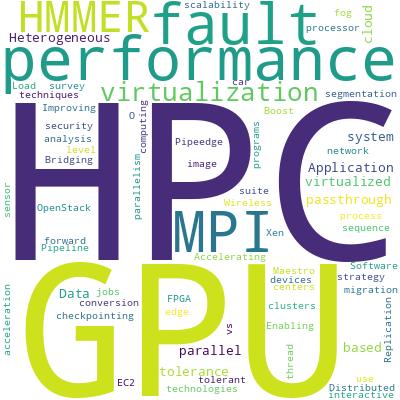 HMMER
fault
scalability
fog
cloud
processor
Heterogeneous
performance
Load
survey
techniques
virtualization
car
segmentation
Improving
O
Boost
security
analysis
level
Bridging
computing
parallelism
Pipeedge
image
programs
system
network
Application
virtualized
HPC
sensor
OpenStack
suite
Wireless
passthrough
process
sequence
MPI
Xen
forward
Pipeline
Accelerating
Software
Maestro
devices
centers
strategy
migration
GPU
acceleration
Data
jobs
conversion
checkpointing
FPGA
edge
vs
clusters
Enabling
Replication
parallel
thread
based
tolerance
EC2
tolerant
technologies
use
Distributed
interactive